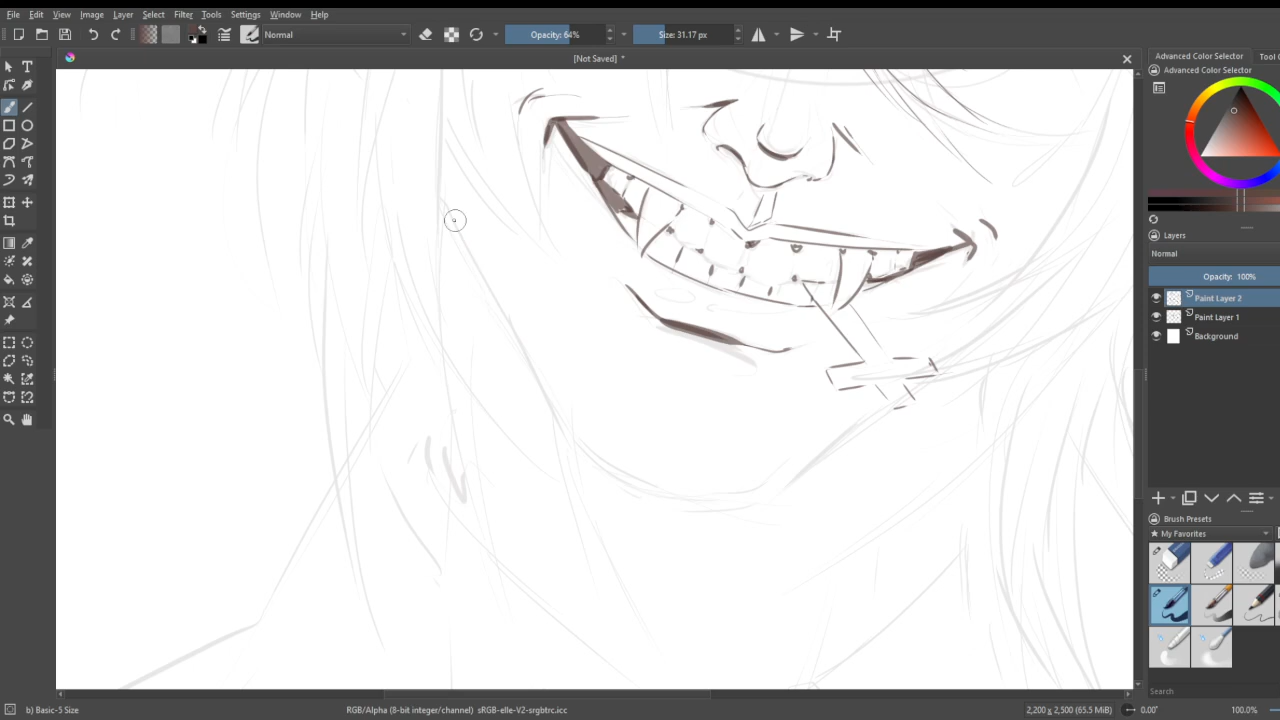 File Edit View Image Layer Select Filter Tools Settings Window Help
Normal Opacity: 64% Size: 31.17 px
[Not Saved] *
Advanced Color Selector Tool
Advanced Color Selector
Layers
Normal
Opacity: 100%
Paint Layer 2
Paint Layer 1
Background
Brush Presets
★ My Favorites
Search
b) Basic-5 Size RGB/Alpha (8-bit integer/channel) sRGB-elle-V2-srgbtrc.icc 2,200 x 2,500 (65.5 MiB) 0.00° 100.0%